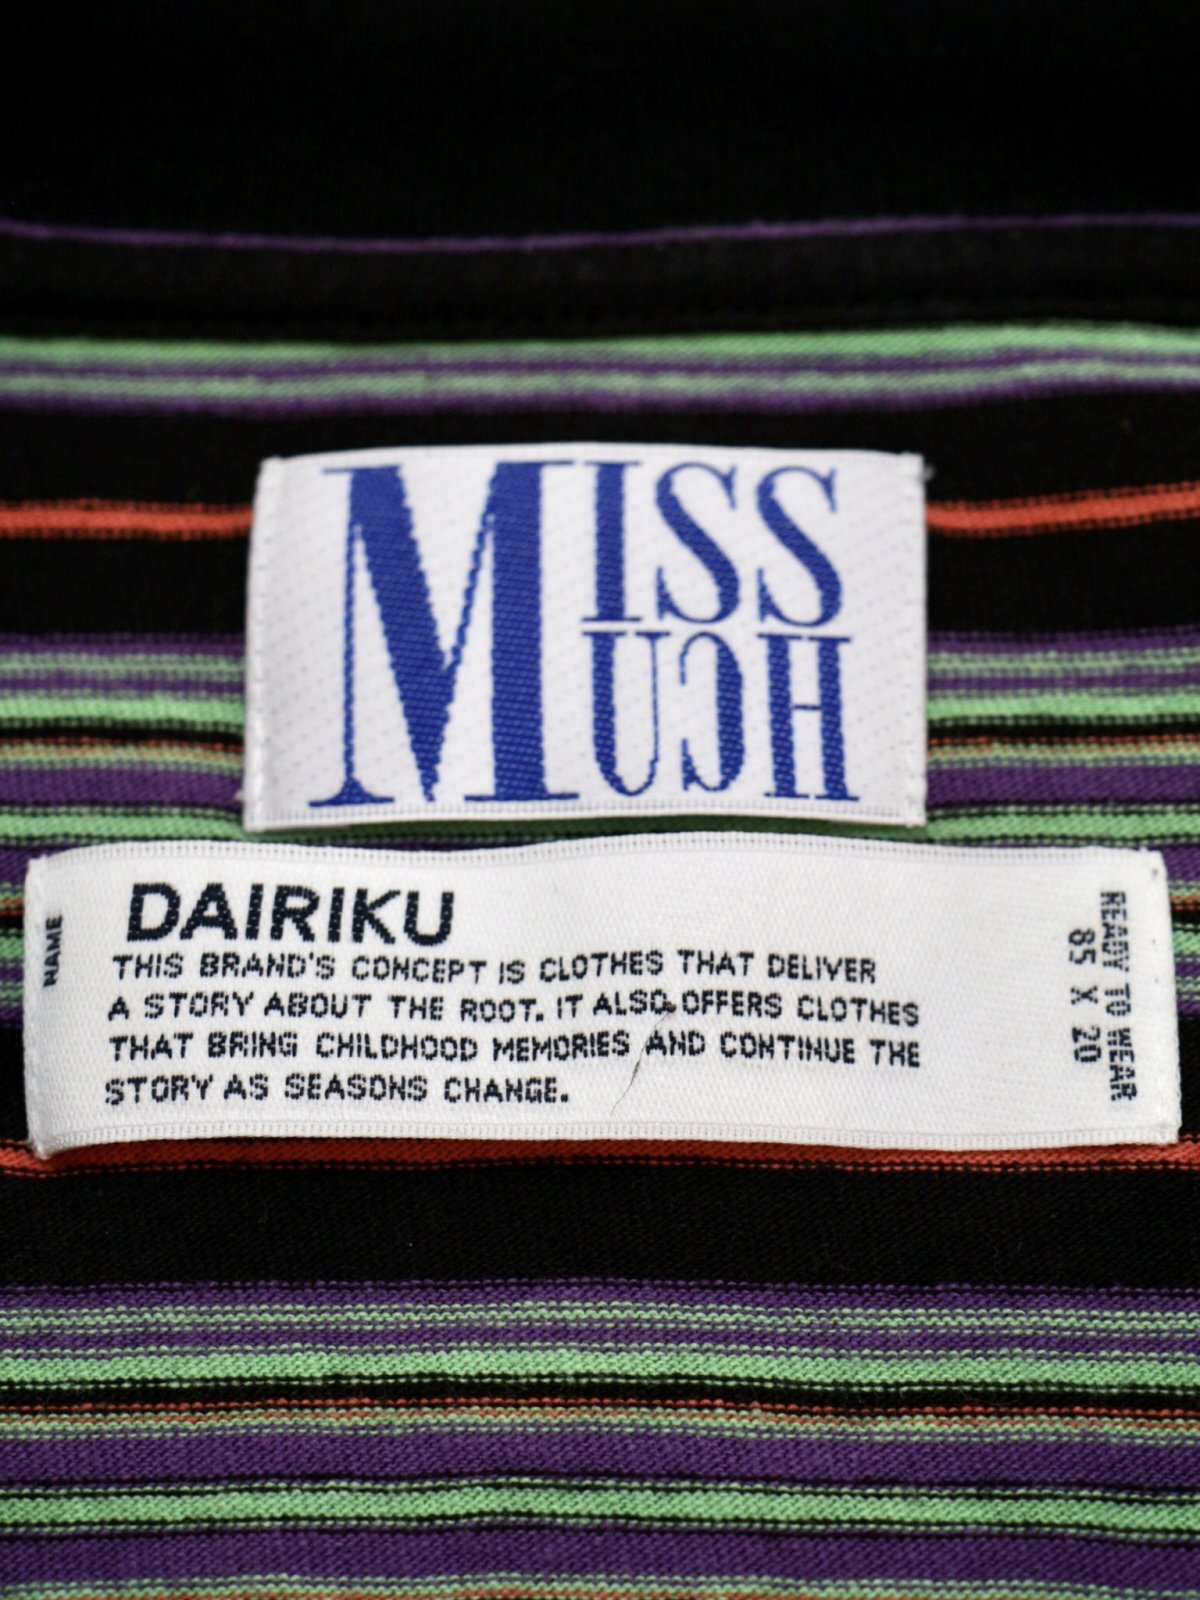 MISS
MUCH
NAME
DAIRIKU
THIS BRAND'S CONCEPT IS CLOTHES THAT DELIVER
A STORY ABOUT THE ROOT. IT ALSO OFFERS CLOTHES
THAT BRING CHILDHOOD MEMORIES AND CONTINUE THE
STORY AS SEASONS CHANGE.
READY TO WEAR
85 X 20